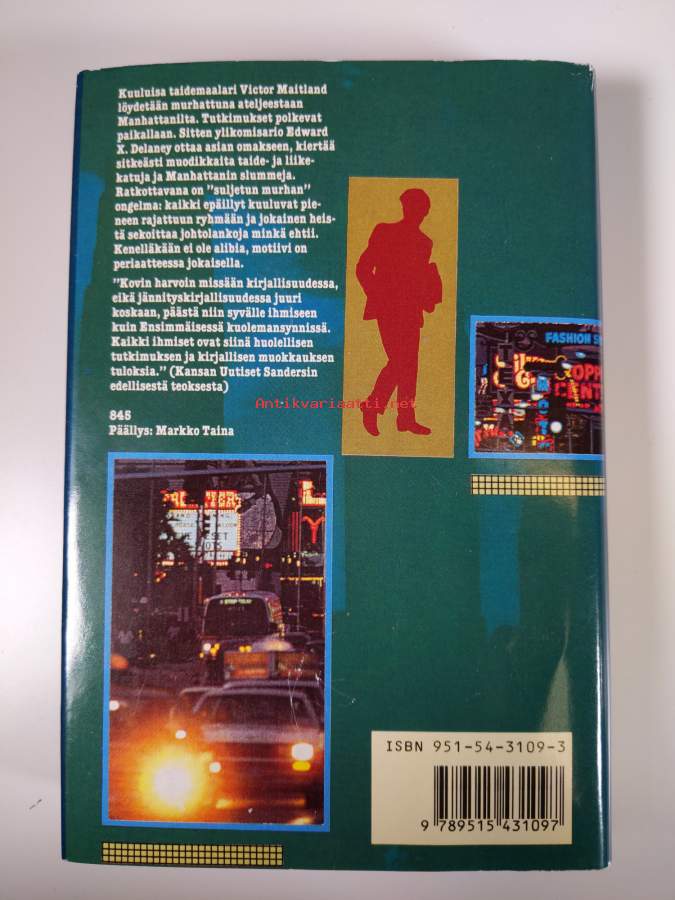 Kuuluisa taidemaalari Victor Maitland
löydetään murhattuna ateljeestaan
Manhattanilta. Tutkimukset polkevat
paikallaan. Sitten ylikomisario Edward
X. Delaney ottaa asian omakseen, kiertää
sitkeästi muodikkaita taide- ja liike-
katuja ja Manhattanin slummeja.
Ratkottavana on "suljetun murhan"
ongelma: kaikki epäillyt kuuluvat pie-
neen rajattuun ryhmään ja jokainen heis-
tä sekoittaa johtolankoja minkä ehtii.
Kenelläkään ei ole alibia, motiivi on
periaatteessa jokaisella.
"Kovin harvoin missään kirjallisuudessa,
eikä jännityskirjallisuudessa juuri
koskaan, päästä niin syvälle ihmiseen
kuin Ensimmäisessä kuolemansynnissä.
Kaikki ihmiset ovat siinä huolellisen
tutkimuksen ja kirjallisen muokkauksen
tuloksia." (Kansan Uutiset Sandersin
edellisestä teoksesta)
845
Päällys: Markko Taina
Antikvariaatti.net
FASHION
ISBN 951-54-3109-3
9 789515 431097